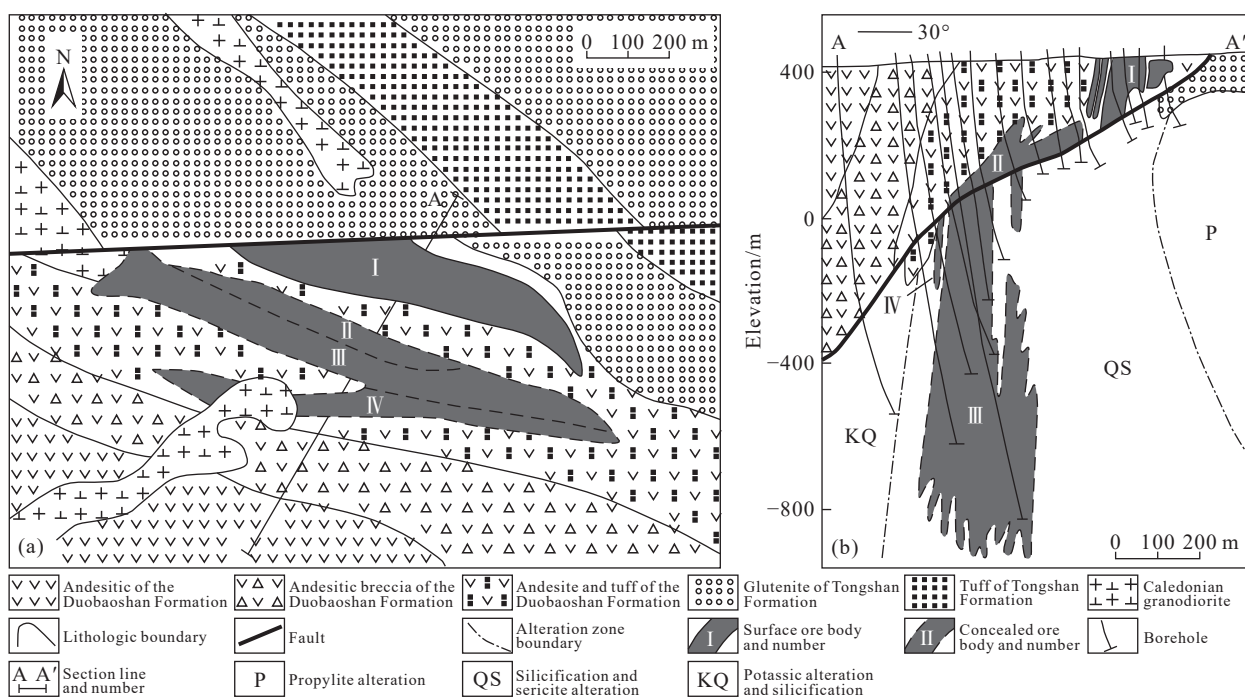 N
0 100 200 m
A
I
II
III
IV
(a)
A
30°
A′
400
0
−400
−800
Elevation/m
I
II
IV
III
P
QS
KQ
0 100 200 m
(b)
Andesitic of the
Duobaoshan Formation
Andesitic breccia of the
Duobaoshan Formation
Andesite and tuff of the
Duobaoshan Formation
Glutenite of Tongshan
Formation
Tuff of Tongshan
Formation
Caledonian
granodiorite
Lithologic boundary
Fault
Alteration zone
boundary
I
Surface ore body
and number
II
Concealed ore
body and number
Borehole
A A′
Section line
and number
P
Propylite alteration
QS
Silicification and
sericite alteration
KQ
Potassic alteration
and silicification